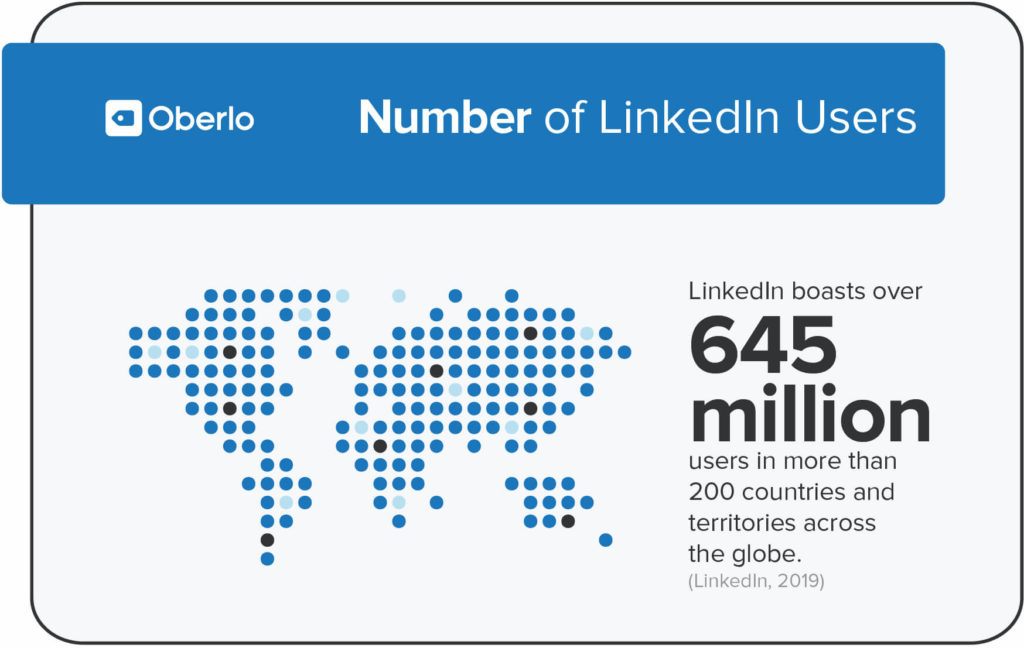 Oberlo
Number of LinkedIn Users
LinkedIn boasts over
645
million
users in more than
200 countries and
territories across
the globe.
(LinkedIn, 2019)